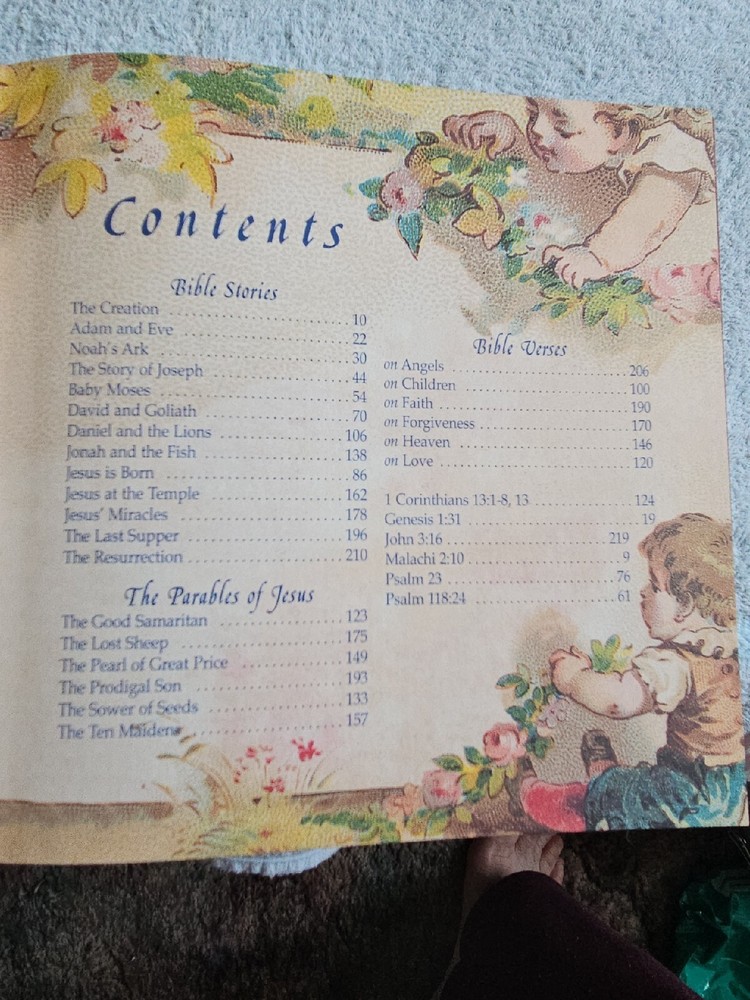 Contents
Bible Stories
The Creation ........ 10
Adam and Eve ........ 22
Noah's Ark ........ 30
The Story of Joseph ........ 44
Baby Moses ........ 54
David and Goliath ........ 70
Daniel and the Lions ........ 106
Jonah and the Fish ........ 138
Jesus is Born ........ 86
Jesus at the Temple ........ 162
Jesus' Miracles ........ 178
The Last Supper ........ 196
The Resurrection ........ 210
The Parables of Jesus
The Good Samaritan ........ 123
The Lost Sheep ........ 175
The Pearl of Great Price ........ 149
The Prodigal Son ........ 193
The Sower of Seeds ........ 133
The Ten Maidens ........ 157
Bible Verses
on Angels ........ 206
on Children ........ 100
on Faith ........ 190
on Forgiveness ........ 170
on Heaven ........ 146
on Love ........ 120
1 Corinthians 13:1-8, 13 ........ 124
Genesis 1:31 ........ 19
John 3:16 ........ 219
Malachi 2:10 ........ 9
Psalm 23 ........ 76
Psalm 118:24 ........ 61